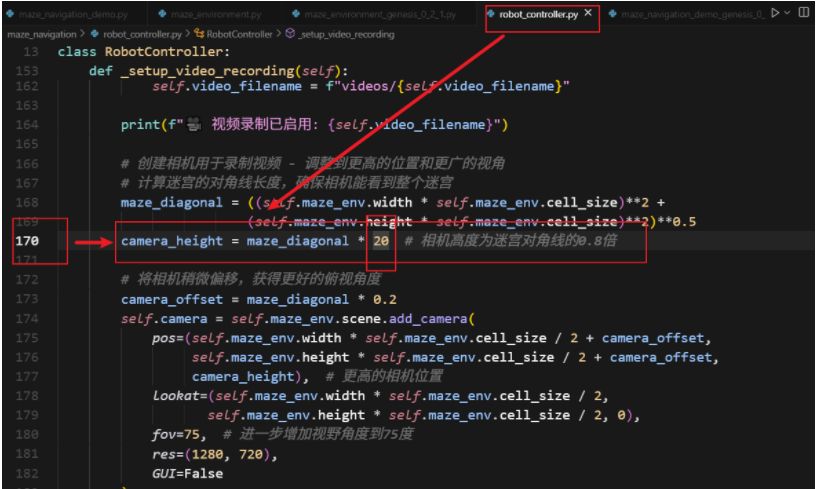 maze_navigation_demo.py maze_environment.py maze_environment_genesis_0_2_1.py robot_controller.py × maze_navigation_demo_genesis_0_
maze_navigation > robot_controller.py > RobotController > _setup_video_recording
13 class RobotController:
153 def _setup_video_recording(self):
162 self.video_filename = f"videos/{self.video_filename}"
163
164 print(f"🎥 视频录制已启用: {self.video_filename}")
165
166 # 创建相机用于录制视频 - 调整到更高的位置和更广的视角
167 # 计算迷宫的对角线长度，确保相机能看到整个迷宫
168 maze_diagonal = ((self.maze_env.width * self.maze_env.cell_size)**2 +
169 (self.maze_env.height * self.maze_env.cell_size)**2)**0.5
170 camera_height = maze_diagonal * 20 # 相机高度为迷宫对角线的0.8倍
171
172 # 将相机稍微偏移，获得更好的俯视角度
173 camera_offset = maze_diagonal * 0.2
174 self.camera = self.maze_env.scene.add_camera(
175 pos=(self.maze_env.width * self.maze_env.cell_size / 2 + camera_offset,
176 self.maze_env.height * self.maze_env.cell_size / 2 + camera_offset,
177 camera_height), # 更高的相机位置
178 lookat=(self.maze_env.width * self.maze_env.cell_size / 2,
179 self.maze_env.height * self.maze_env.cell_size / 2, 0),
180 fov=75, # 进一步增加视野角度到75度
181 res=(1280, 720),
182 GUI=False